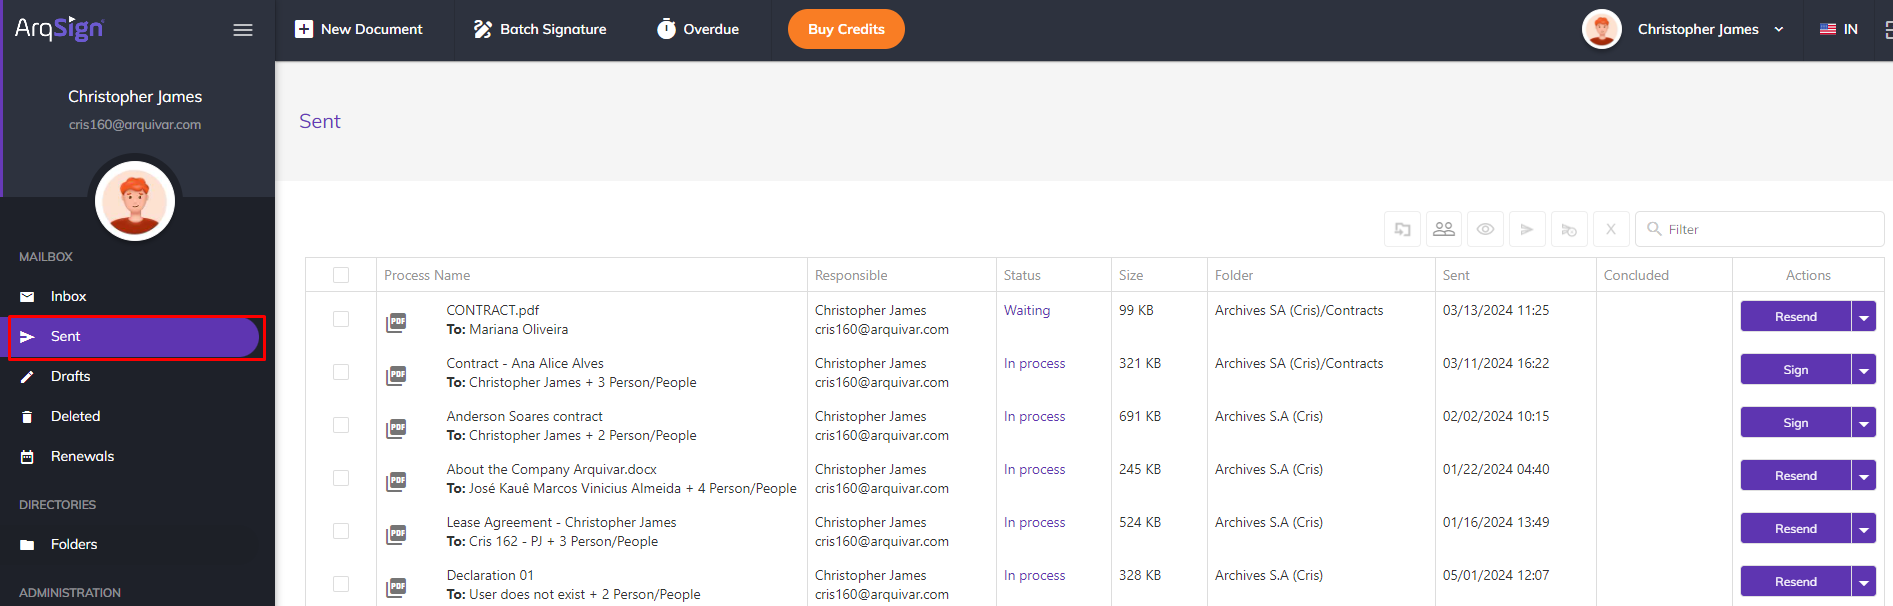 ArqSign
New Document
Batch Signature
Overdue
Buy Credits
Christopher James
IN
Christopher James
cris160@arquivar.com
MAILBOX
Inbox
Sent
Drafts
Deleted
Renewals
DIRECTORIES
Folders
ADMINISTRATION
Sent
X
Filter
Process Name Responsible Status Size Folder Sent Concluded Actions
PDF CONTRACT.pdf Christopher James Waiting 99 KB Archives SA (Cris)/Contracts 03/13/2024 11:25 Resend
To: Mariana Oliveira cris160@arquivar.com
PDF Contract - Ana Alice Alves Christopher James In process 321 KB Archives SA (Cris)/Contracts 03/11/2024 16:22 Sign
To: Christopher James + 3 Person/People cris160@arquivar.com
PDF Anderson Soares contract Christopher James In process 691 KB Archives S.A (Cris) 02/02/2024 10:15 Sign
To: Christopher James + 2 Person/People cris160@arquivar.com
PDF About the Company Arquivar.docx Christopher James In process 245 KB Archives S.A (Cris) 01/22/2024 04:40 Resend
To: José Kauê Marcos Vinicius Almeida + 4 Person/People cris160@arquivar.com
PDF Lease Agreement - Christopher James Christopher James In process 524 KB Archives S.A (Cris) 01/16/2024 13:49 Resend
To: Cris 162 - PJ + 3 Person/People cris160@arquivar.com
PDF Declaration 01 Christopher James In process 328 KB Archives S.A (Cris) 05/01/2024 12:07 Resend
To: User does not exist + 2 Person/People cris160@arquivar.com